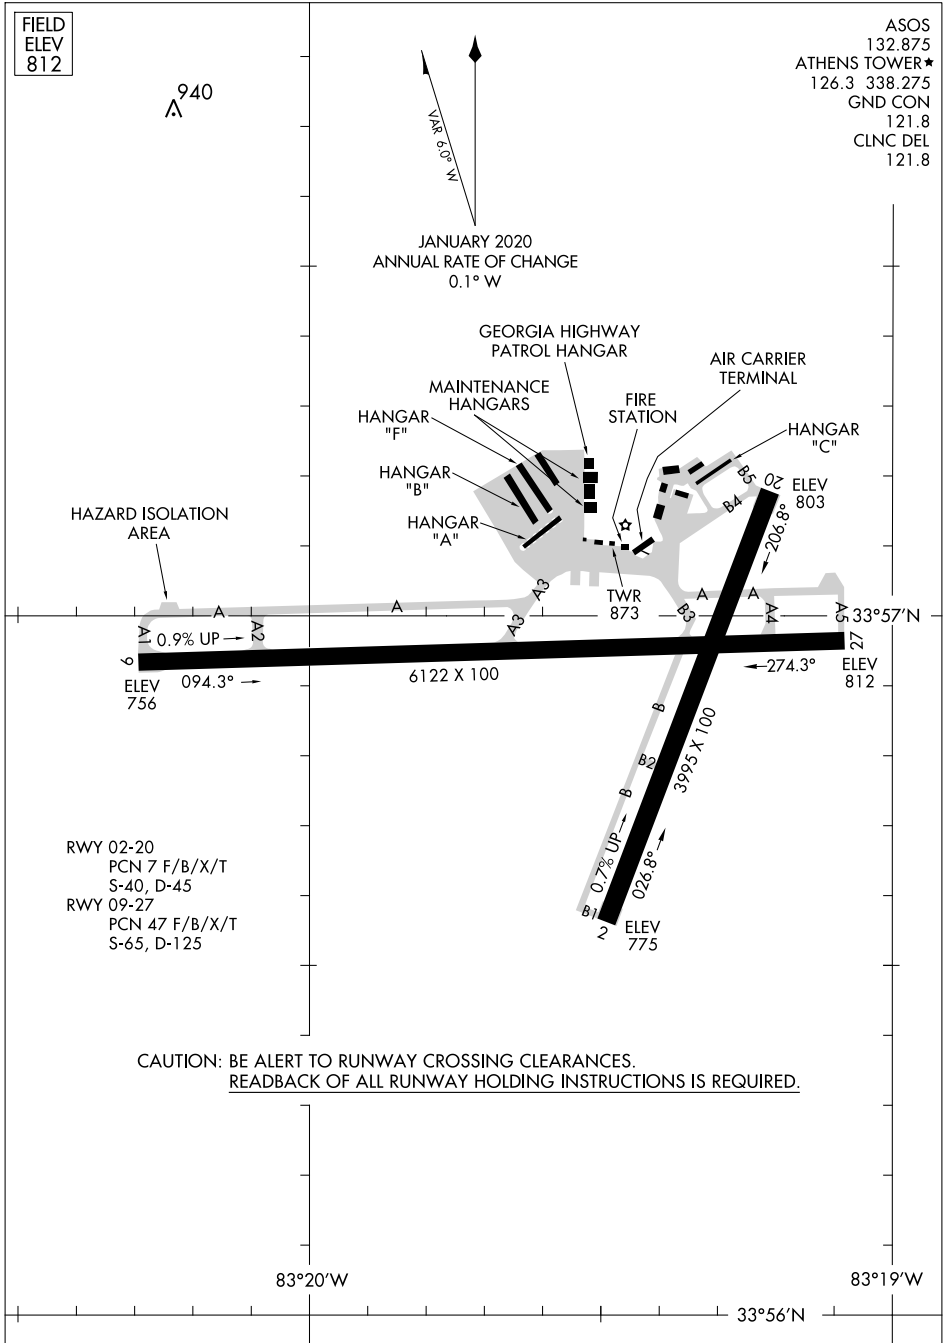 FIELD
ELEV
812
ASOS
132.875
ATHENS TOWER★
126.3 338.275
GND CON
121.8
CLNC DEL
121.8
940
VAR 6.0° W
JANUARY 2020
ANNUAL RATE OF CHANGE
0.1° W
GEORGIA HIGHWAY
PATROL HANGAR
AIR CARRIER
TERMINAL
MAINTENANCE
HANGARS
FIRE
STATION
HANGAR
"F"
HANGAR
"C"
HANGAR
"B"
HANGAR
"A"
HAZARD ISOLATION
AREA
B5
B4
20
ELEV
803
206.8°
TWR
873
A3
A3
A
A
A
A
B3
A1
A2
A4
A5
33°57'N
0.9% UP
9
27
ELEV
756
094.3°
6122 X 100
274.3°
ELEV
812
B
B2
B
3995 X 100
0.7% UP
026.8°
B1
2
ELEV
775
RWY 02-20
PCN 7 F/B/X/T
S-40, D-45
RWY 09-27
PCN 47 F/B/X/T
S-65, D-125
CAUTION: BE ALERT TO RUNWAY CROSSING CLEARANCES.
READBACK OF ALL RUNWAY HOLDING INSTRUCTIONS IS REQUIRED.
83°20'W
83°19'W
33°56'N